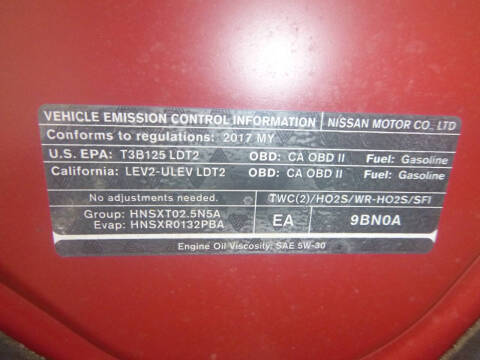 VEHICLE EMISSION CONTROL INFORMATION NISSAN MOTOR CO., LTD
Conforms to regulations: 2017 MY
U.S. EPA: T3B125 LDT2 OBD: CA OBD II Fuel: Gasoline
California: LEV2-ULEV LDT2 OBD: CA OBD II Fuel: Gasoline
No adjustments needed. TWC(2)/HO2S/WR-HO2S/SFI
Group: HNSXT02.5N5A EA 9BN0A
Evap: HNSXR0132PBA
Engine Oil Viscosity: SAE 5W-30